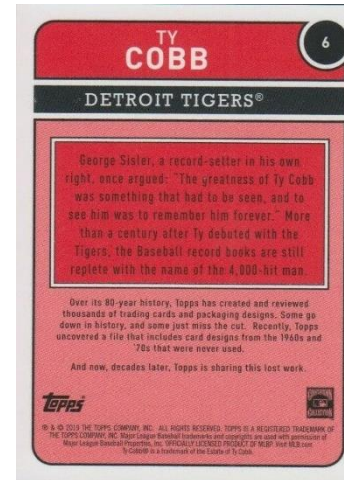 TY
COBB
6
DETROIT TIGERS®
George Sisler, a record-setter in his own
right, once argued: "The greatness of Ty Cobb
was something that had to be seen, and to
see him was to remember him forever." More
than a century after Ty debuted with the
Tigers, the Baseball record books are still
replete with the name of the 4,000-hit man.
Over its 80-year history, Topps has created and reviewed
thousands of trading cards and packaging designs. Some go
down in history, and some just miss the cut. Recently, Topps
uncovered a file that includes card designs from the 1960s and
'70s that were never used.
And now, decades later, Topps is sharing this lost work.
Topps
COOPERSTOWN
COLLECTION
® & © 2019 THE TOPPS COMPANY, INC. ALL RIGHTS RESERVED. TOPPS IS A REGISTERED TRADEMARK OF
THE TOPPS COMPANY, INC. Major League Baseball trademarks and copyrights are used with permission of
Major League Baseball Properties, Inc. OFFICIALLY LICENSED PRODUCT OF MLBP. Visit MLB.com
Ty Cobb® is a trademark of the Estate of Ty Cobb.